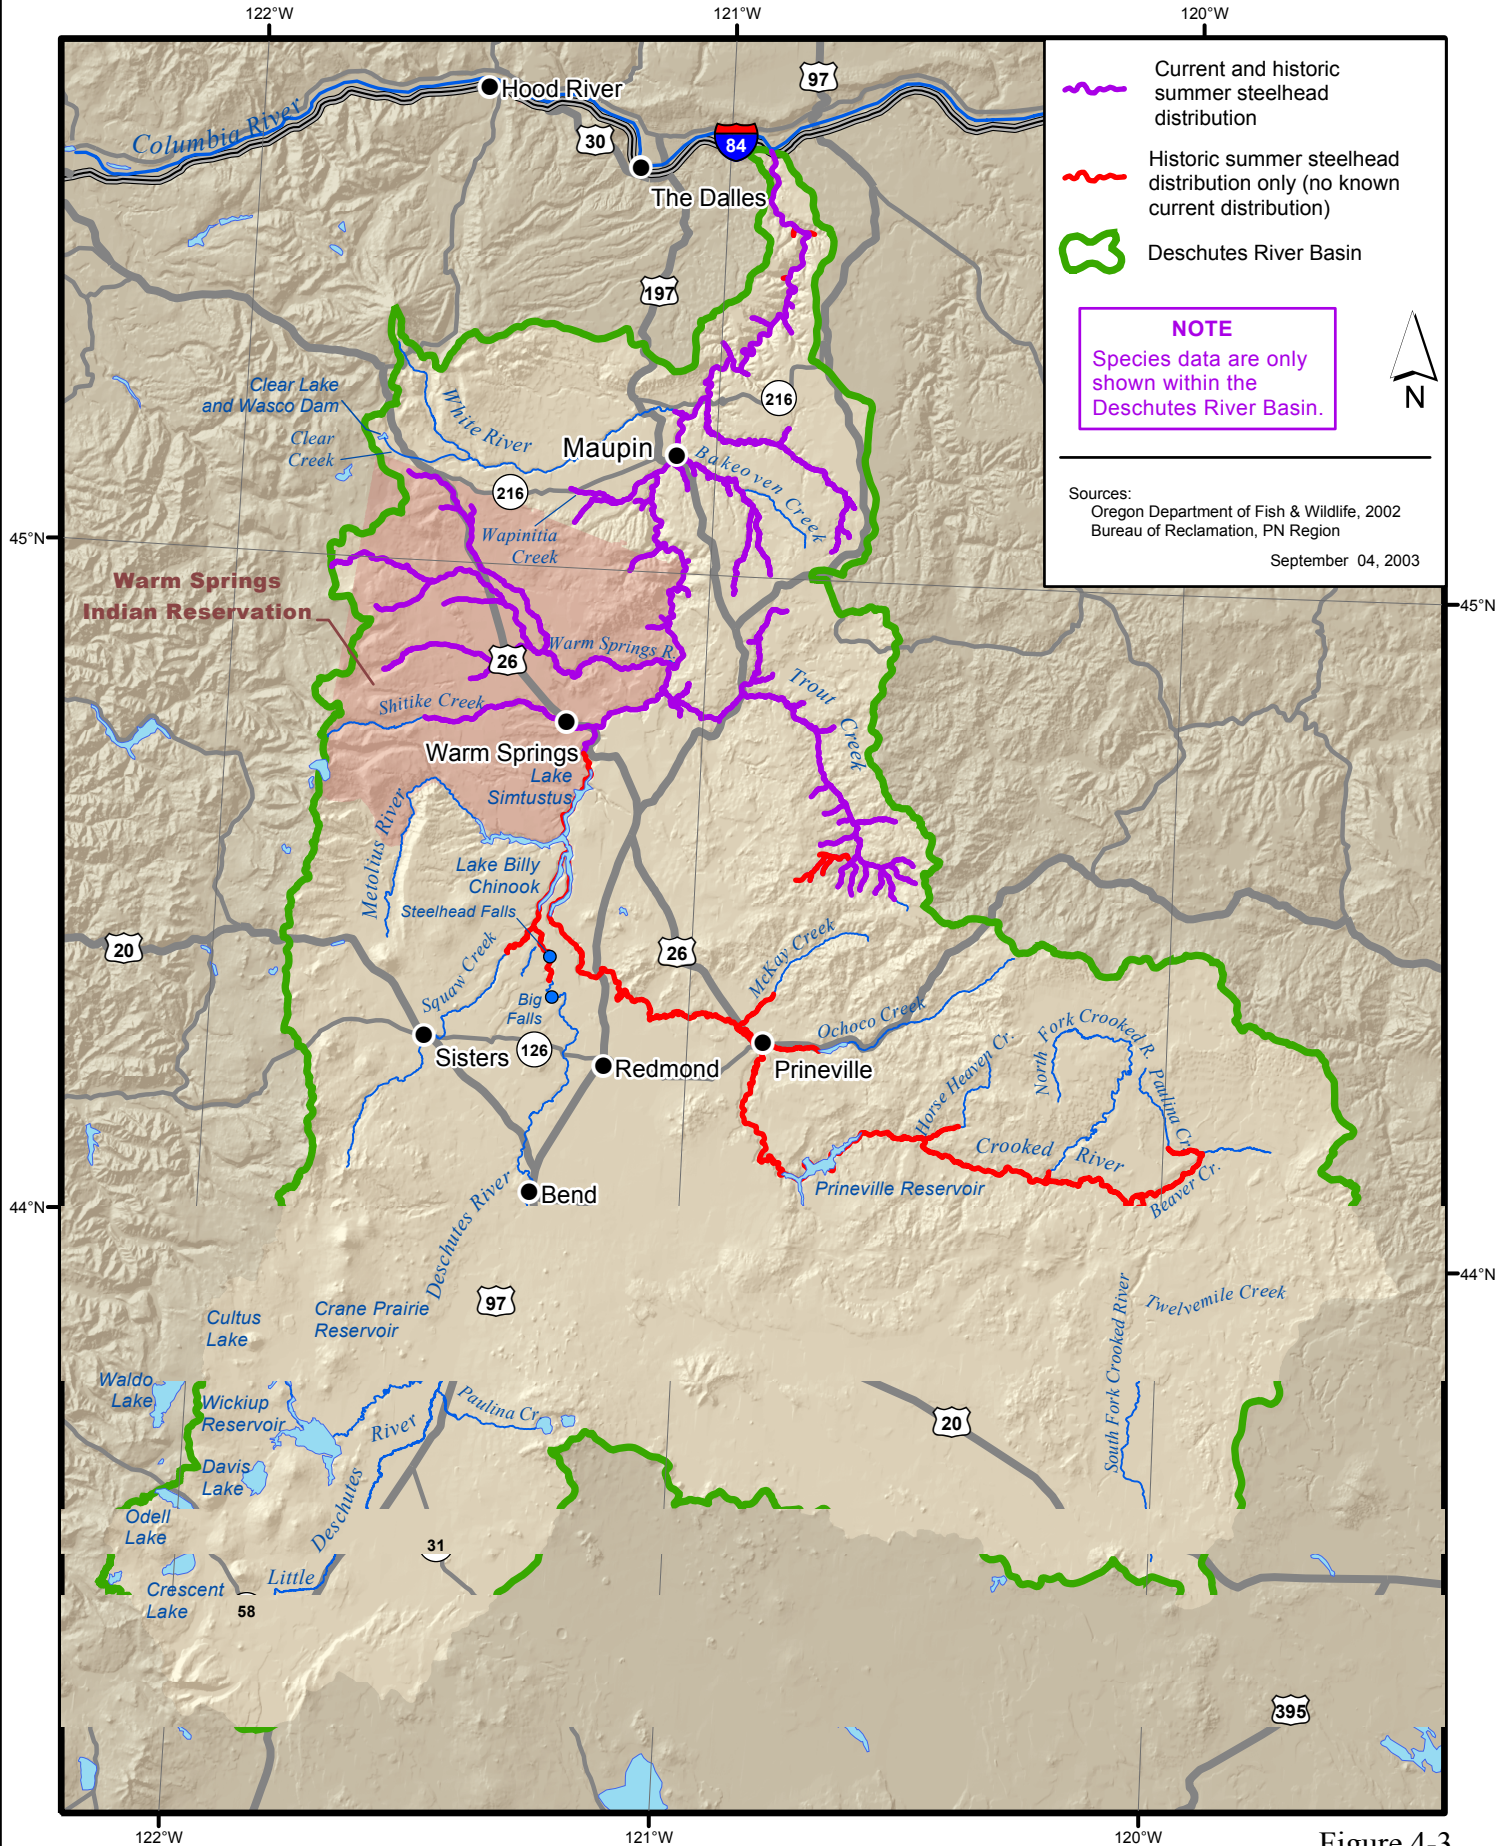 122°W
121°W
120°W
Hood River
97
Columbia River
30
84
The Dalles
197
Current and historic
summer steelhead
distribution
Historic summer steelhead
distribution only (no known
current distribution)
Deschutes River Basin
NOTE
Species data are only
shown within the
Deschutes River Basin.
N
Sources:
Oregon Department of Fish & Wildlife, 2002
Bureau of Reclamation, PN Region
September 04, 2003
Clear Lake
and Wasco Dam
White River
216
Clear
Creek
Maupin
Bakeoven Creek
216
Wapinitia
Creek
45°N
45°N
Warm Springs
Indian Reservation
Warm Springs R.
26
Trout Creek
Shitike Creek
Warm Springs
Lake
Simtustus
Metolius River
Lake Billy
Chinook
Steelhead Falls
20
26
McKay Creek
Squaw Creek
Big
Falls
Ochoco Creek
North Fork Crooked R.
Sisters
126
Redmond
Prineville
Horse Heaven Cr.
Paulina Cr.
Crooked River
Prineville Reservoir
Beaver Cr.
Bend
Deschutes River
44°N
44°N
97
Cultus
Lake
Crane Prairie
Reservoir
South Fork Crooked River
Twelvemile Creek
Waldo
Lake
Wickiup
Reservoir
Paulina Cr.
20
Davis
Lake
Odell
Lake
Little Deschutes River
31
Crescent
Lake
58
395
122°W
121°W
120°W
Figure 4-3